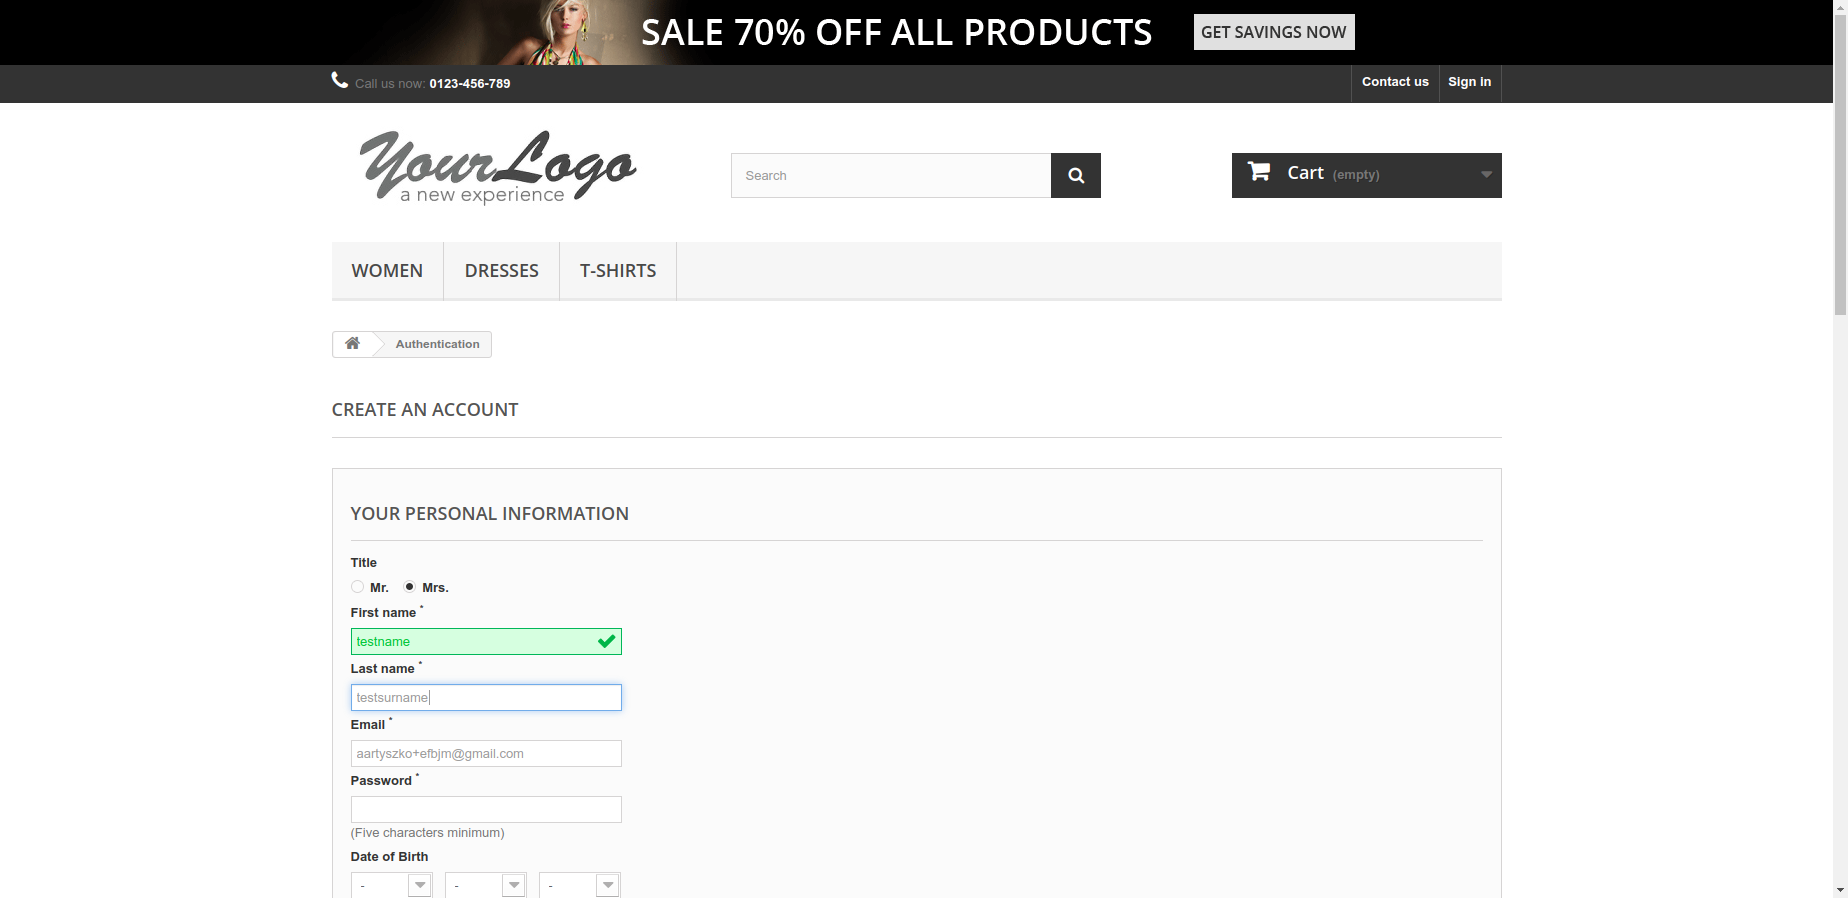 SALE 70% OFF ALL PRODUCTS GET SAVINGS NOW
Call us now: 0123-456-789 Contact us Sign in
YourLogo
a new experience
Search
Cart (empty)
WOMEN DRESSES T-SHIRTS
Authentication
CREATE AN ACCOUNT
YOUR PERSONAL INFORMATION
Title
Mr. Mrs.
First name *
testname
Last name *
testsurname
Email *
aartyszko+efbjm@gmail.com
Password *
(Five characters minimum)
Date of Birth
- - -